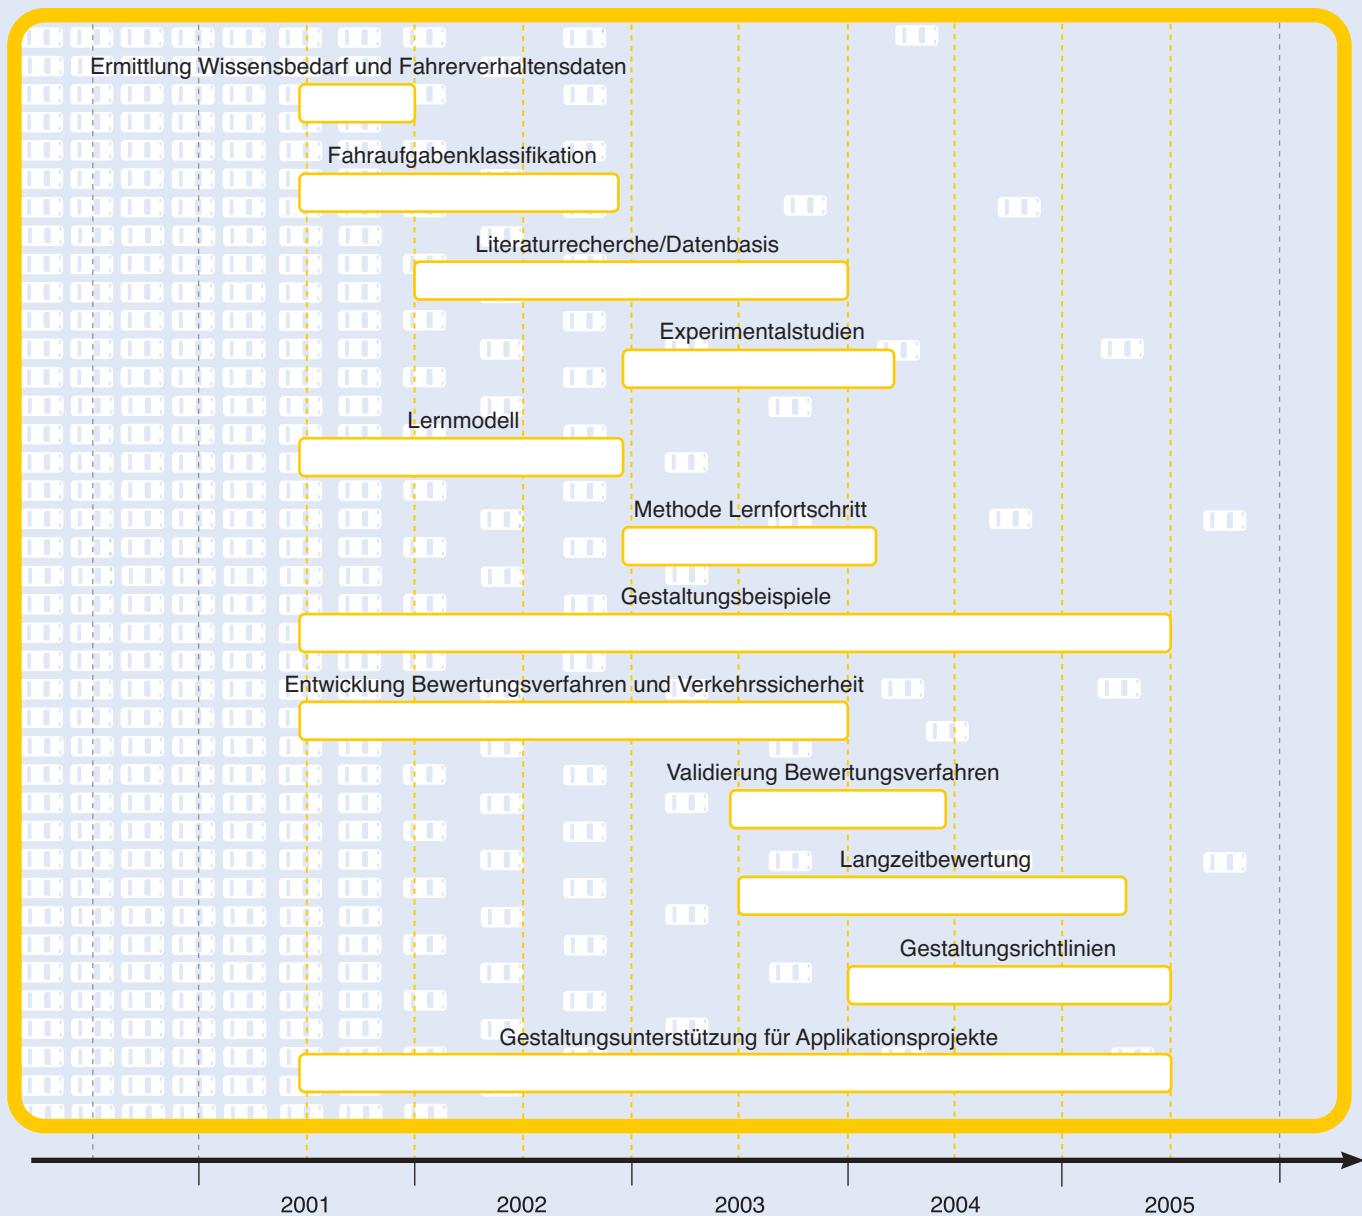 Ermittlung Wissensbedarf und Fahrerverhaltensdaten
Fahraufgabenklassifikation
Literaturrecherche/Datenbasis
Experimentalstudien
Lernmodell
Methode Lernfortschritt
Gestaltungsbeispiele
Entwicklung Bewertungsverfahren und Verkehrssicherheit
Validierung Bewertungsverfahren
Langzeitbewertung
Gestaltungsrichtlinien
Gestaltungsunterstützung für Applikationsprojekte
2001 2002 2003 2004 2005